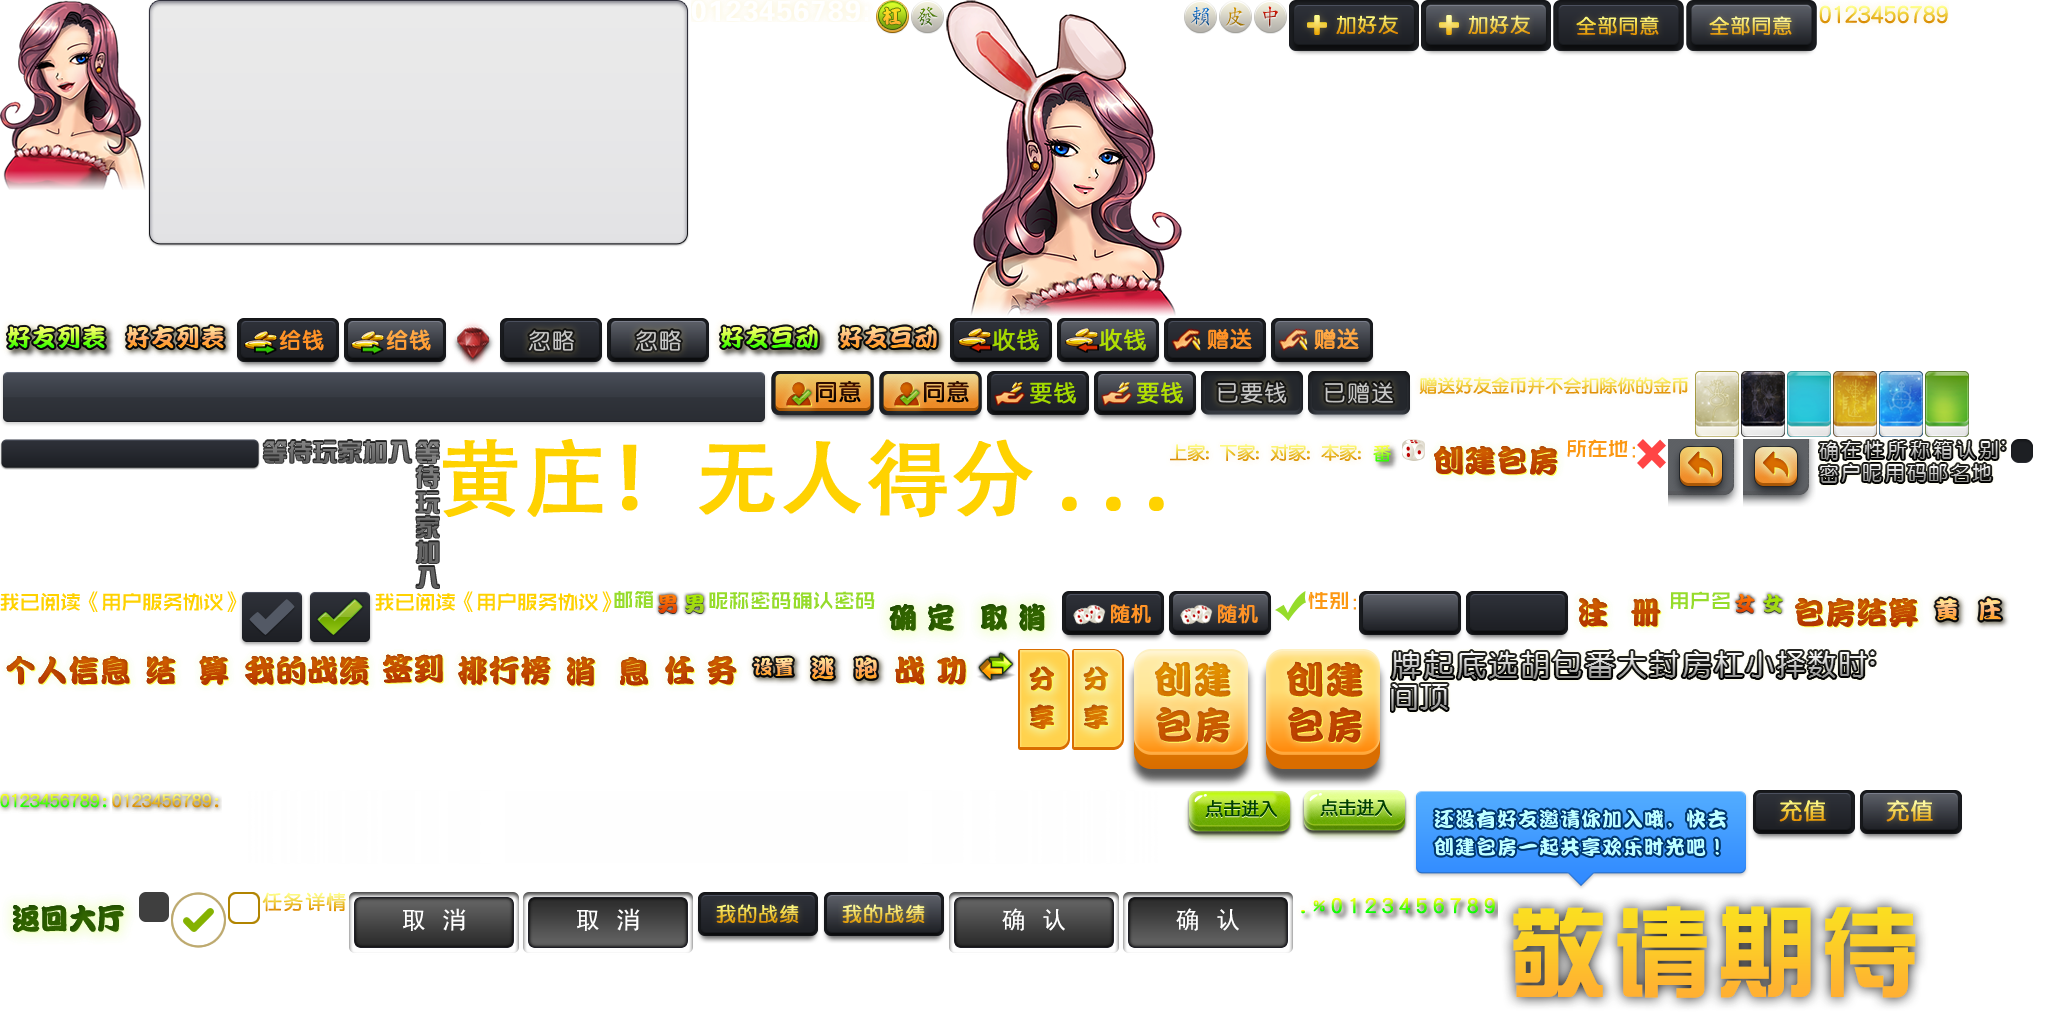 0123456789
杠
發
賴
皮
中
加好友
加好友
全部同意
全部同意
0123456789
好友列表
好友列表
给钱
给钱
忽略
忽略
好友互动
好友互动
收钱
收钱
赠送
赠送
同意
同意
要钱
要钱
已要钱
已赠送
赠送好友金币并不会扣除你的金币
等待玩家加入
等待玩家加入
黄庄！无人得分...
上家:
下家:
对家:
本家:
番
创建包房
所在地:
确在性所称箱认别:
密户昵用码邮名地
我已阅读《用户服务协议》
我已阅读《用户服务协议》
邮箱
男
男
昵称密码确认密码
确定
取消
随机
随机
性别:
注册
用户名
女
女
包房结算
黄庄
个人信息
结算
我的战绩
签到
排行榜
消息
任务
设置
逃跑
战功
分享
分享
创建包房
创建包房
牌起底选胡包番大封房杠小择数时:
间顶
0123456789.
0123456789.
点击进入
点击进入
还没有好友邀请你加入哦，快去
创建包房一起共享欢乐时光吧！
充值
充值
返回大厅
任务详情
取消
取消
我的战绩
我的战绩
确认
确认
.×0123456789
敬请期待